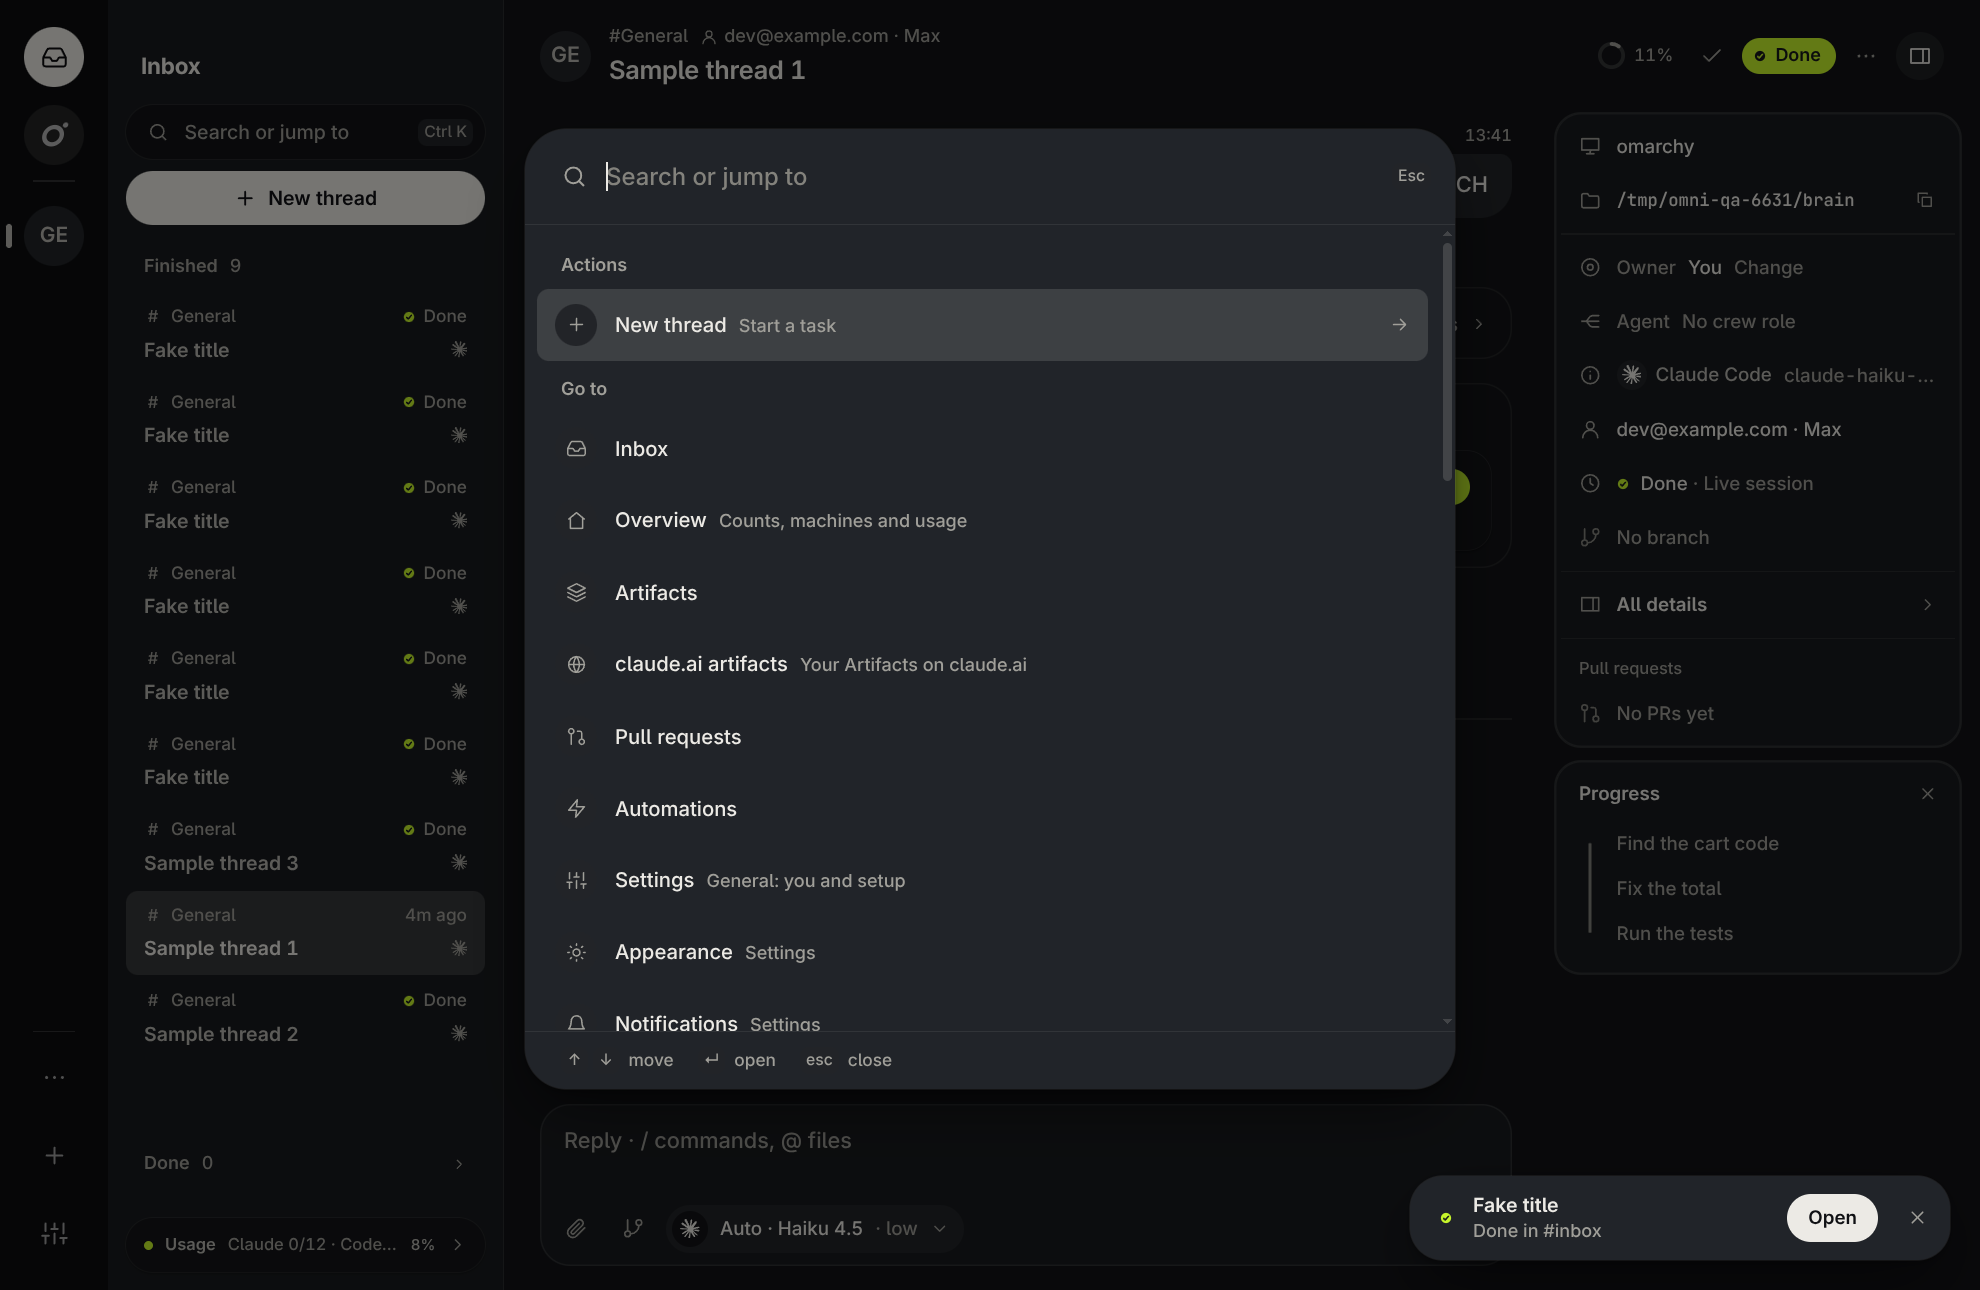 Inbox
Search or jump to
Ctrl K
New thread
GE
Finished 9
# General
Done
Fake title
# General
Done
Fake title
# General
Done
Fake title
# General
Done
Fake title
# General
Done
Fake title
# General
Done
Fake title
# General
Done
Sample thread 3
# General
4m ago
Sample thread 1
# General
Done
Sample thread 2
Done 0
Usage Claude 0/12 · Code... 8%
GE
#General dev@example.com · Max
Sample thread 1
11%
Done
13:41
CH
Search or jump to
Esc
Actions
New thread Start a task
Go to
Inbox
Overview Counts, machines and usage
Artifacts
claude.ai artifacts Your Artifacts on claude.ai
Pull requests
Automations
Settings General: you and setup
Appearance Settings
Notifications Settings
move
open
esc close
Reply · / commands, @ files
Auto · Haiku 4.5 · low
omarchy
/tmp/omni-qa-6631/brain
Owner You Change
Agent No crew role
Claude Code claude-haiku-...
dev@example.com · Max
Done · Live session
No branch
All details
Pull requests
No PRs yet
Progress
Find the cart code
Fix the total
Run the tests
Fake title
Done in #inbox
Open